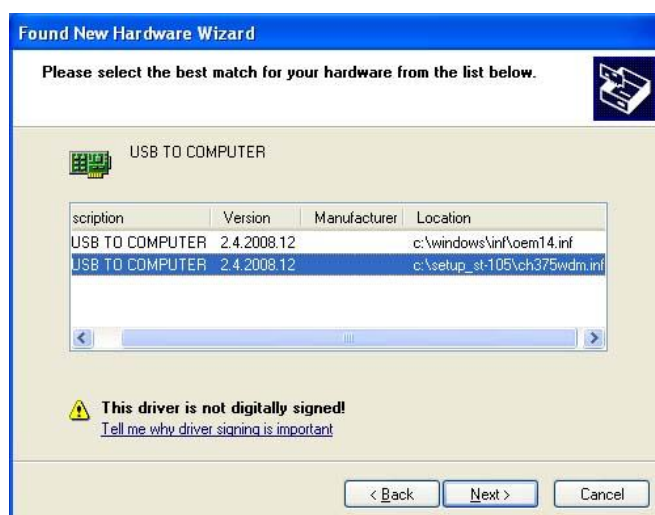 Found New Hardware Wizard
Please select the best match for your hardware from the list below.
USB TO COMPUTER
scription Version Manufacturer Location
USB TO COMPUTER 2.4.2008.12 c:\windows\inf\oem14.inf
USB TO COMPUTER 2.4.2008.12 c:\setup_st-105\ch375wdm.inf
This driver is not digitally signed!
Tell me why driver signing is important
< Back Next > Cancel